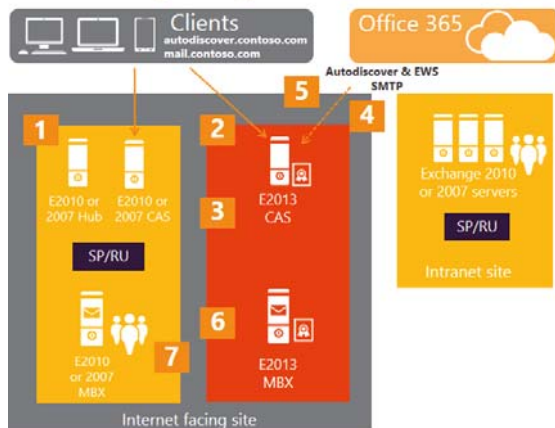 Clients
autodiscover.contoso.com
mail.contoso.com
Office 365
Autodiscover & EWS
SMTP
5
4
1
2
E2010 or
2007 Hub
E2010 or
2007 CAS
E2013
CAS
3
SP/RU
Exchange 2010
or 2007 servers
SP/RU
Intranet site
6
7
E2010
or 2007
MBX
E2013
MBX
Internet facing site